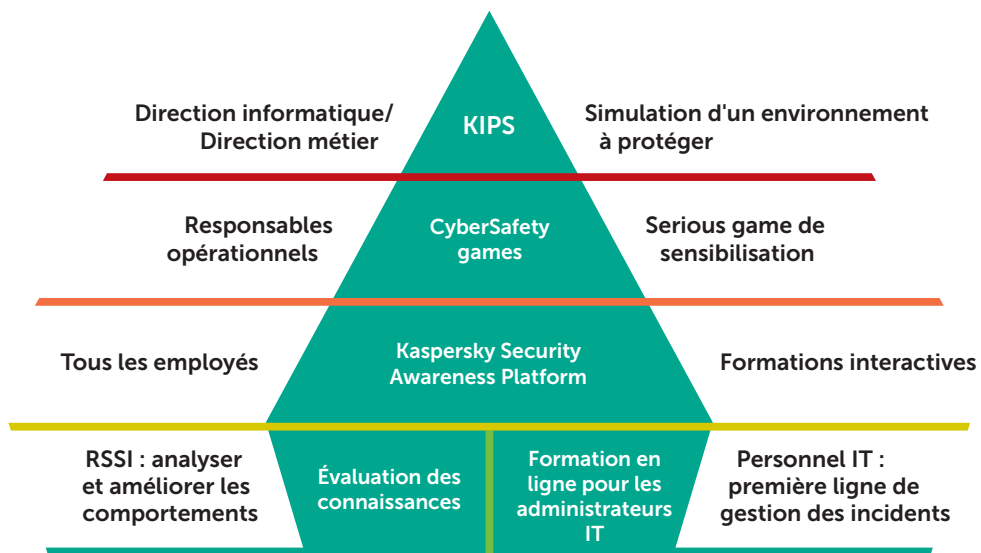 Direction informatique/
Direction métier
KIPS
Simulation d'un environnement
à protéger
Responsables
opérationnels
CyberSafety
games
Serious game de
sensibilisation
Tous les employés
Kaspersky Security
Awareness Platform
Formations interactives
RSSI : analyser
et améliorer les
comportements
Évaluation des
connaissances
Formation en
ligne pour les
administrateurs
IT
Personnel IT :
première ligne de
gestion des incidents